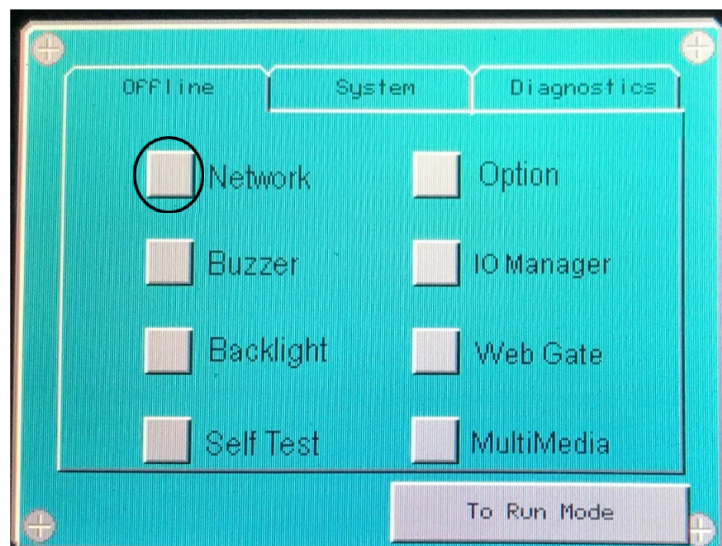 Offline System Diagnostics
Network Option
Buzzer IO Manager
Backlight Web Gate
Self Test MultiMedia
To Run Mode